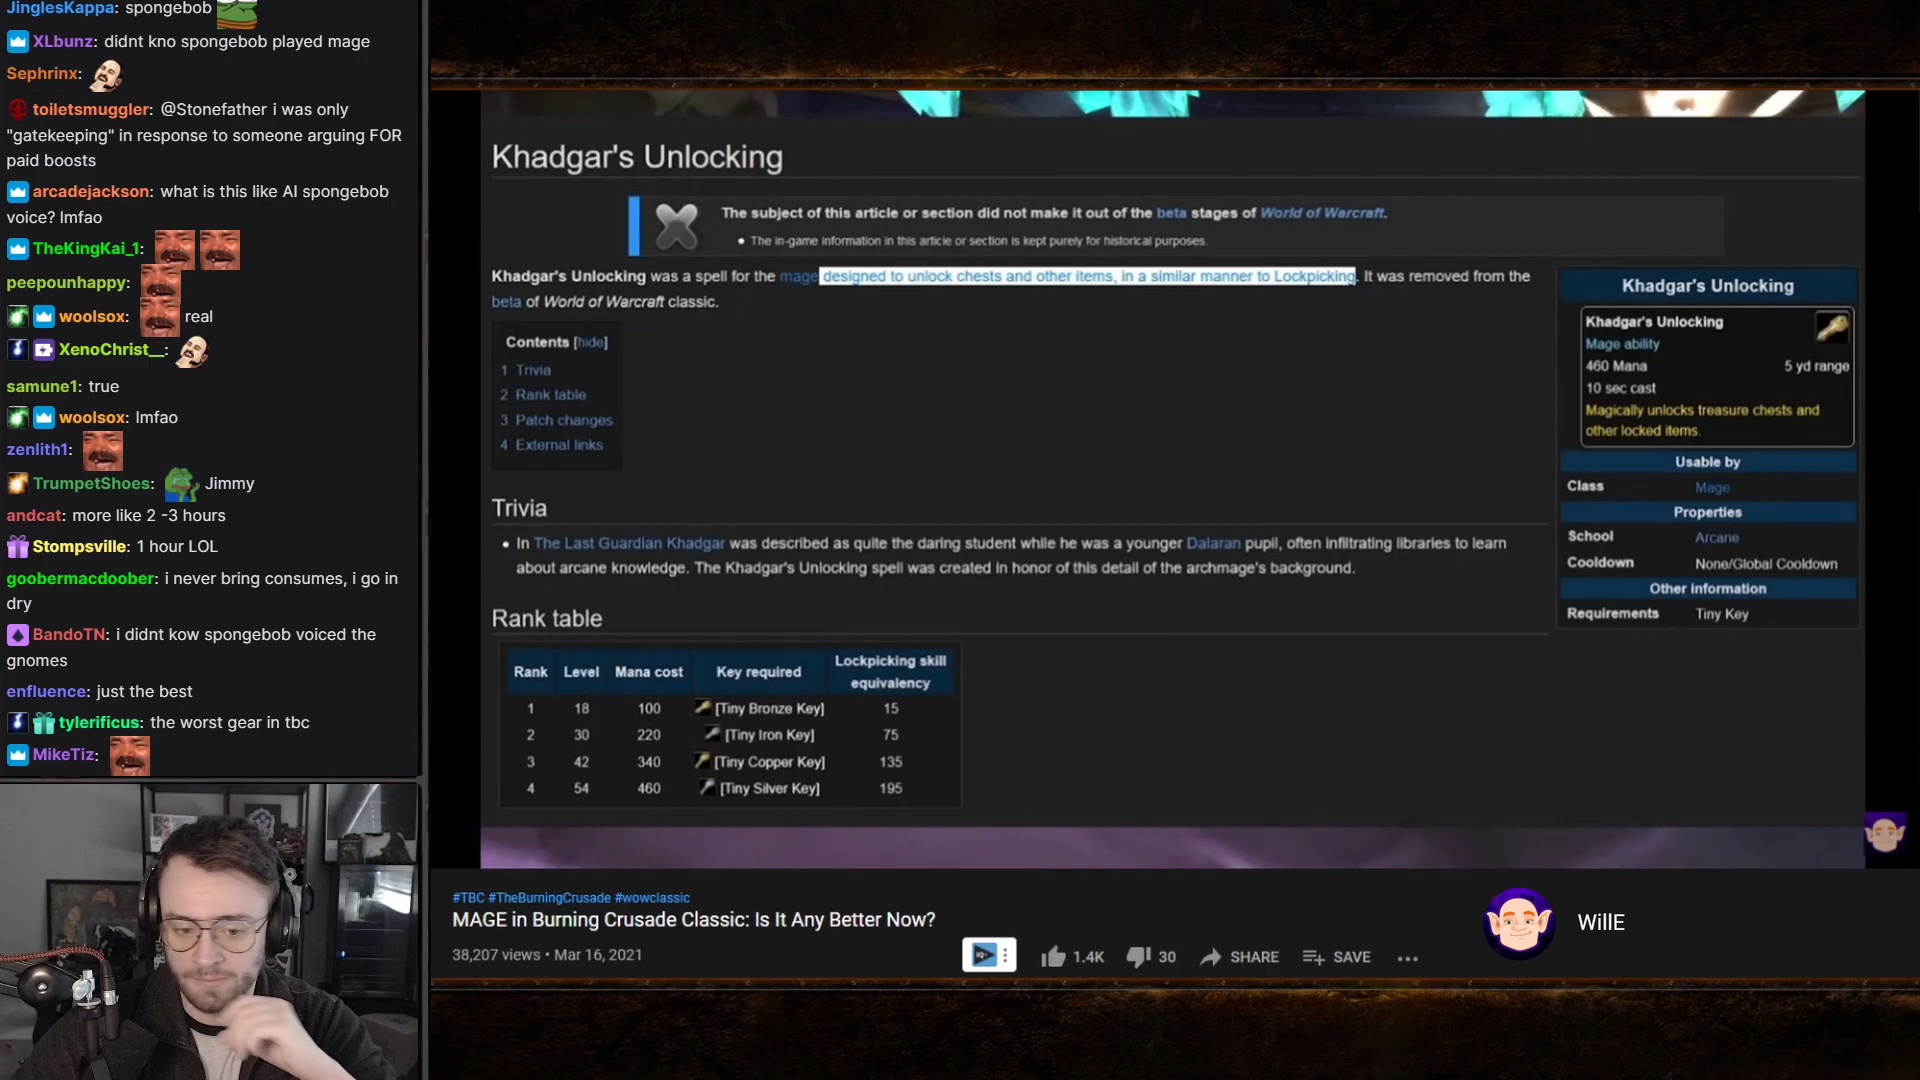 JinglesKappa: spongebob
XLbunz: didnt kno spongebob played mage
Sephrinx:
toiletsmuggler: @Stonefather i was only
"gatekeeping" in response to someone arguing FOR
paid boosts
arcadejackson: what is this like AI spongebob
voice? lmfao
TheKingKai_1:
peepounhappy:
woolsox: real
XenoChrist__:
samune1: true
woolsox: lmfao
zenlith1:
TrumpetShoes: Jimmy
andcat: more like 2 -3 hours
Stompsville: 1 hour LOL
goobermacdoober: i never bring consumes, i go in
dry
BandoTN: i didnt kow spongebob voiced the
gnomes
enfluence: just the best
tylerificus: the worst gear in tbc
MikeTiz:
Khadgar's Unlocking
The subject of this article or section did not make it out of the beta stages of World of Warcraft.
• The in-game information in this article or section is kept purely for historical purposes.
Khadgar's Unlocking was a spell for the mage designed to unlock chests and other items, in a similar manner to Lockpicking. It was removed from the
beta of World of Warcraft classic.
Contents [hide]
1 Trivia
2 Rank table
3 Patch changes
4 External links
Trivia
• In The Last Guardian Khadgar was described as quite the daring student while he was a younger Dalaran pupil, often infiltrating libraries to learn
about arcane knowledge. The Khadgar's Unlocking spell was created in honor of this detail of the archmage's background.
Rank table
Rank Level Mana cost Key required Lockpicking skill equivalency
1 18 100 [Tiny Bronze Key] 15
2 30 220 [Tiny Iron Key] 75
3 42 340 [Tiny Copper Key] 135
4 54 460 [Tiny Silver Key] 195
Khadgar's Unlocking
Khadgar's Unlocking
Mage ability
460 Mana 5 yd range
10 sec cast
Magically unlocks treasure chests and
other locked items.
Usable by
Class Mage
Properties
School Arcane
Cooldown None/Global Cooldown
Other information
Requirements Tiny Key
#TBC #TheBurningCrusade #wowclassic
MAGE in Burning Crusade Classic: Is It Any Better Now?
38,207 views • Mar 16, 2021
1.4K 30 SHARE SAVE
WillE